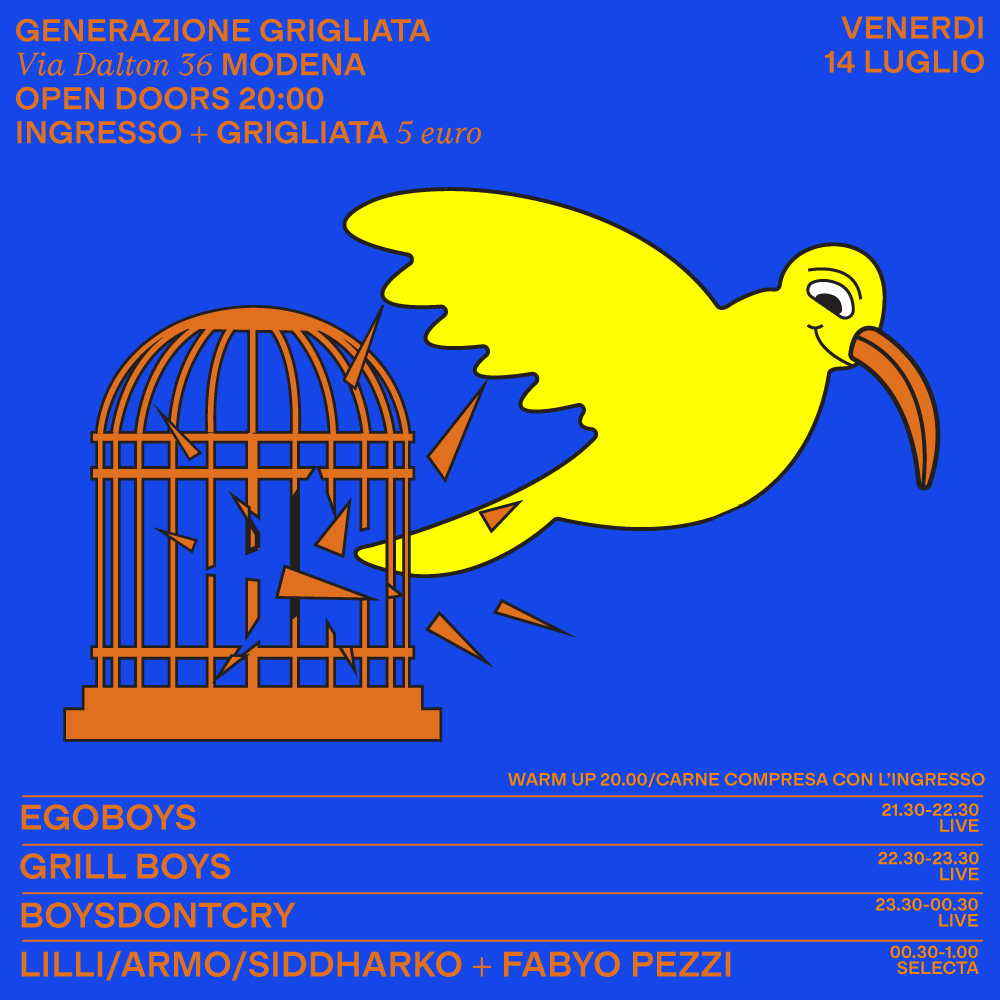 GENERAZIONE GRIGLIATA
Via Dalton 36 MODENA
OPEN DOORS 20:00
INGRESSO + GRIGLIATA 5 euro
VENERDI
14 LUGLIO
WARM UP 20.00/CARNE COMPRESA CON L'INGRESSO
EGOBOYS
21.30-22.30
LIVE
GRILL BOYS
22.30-23.30
LIVE
BOYSDONTCRY
23.30-00.30
LIVE
LILLI/ARMO/SIDDHARKO + FABYO PEZZI
00.30-1.00
SELECTA